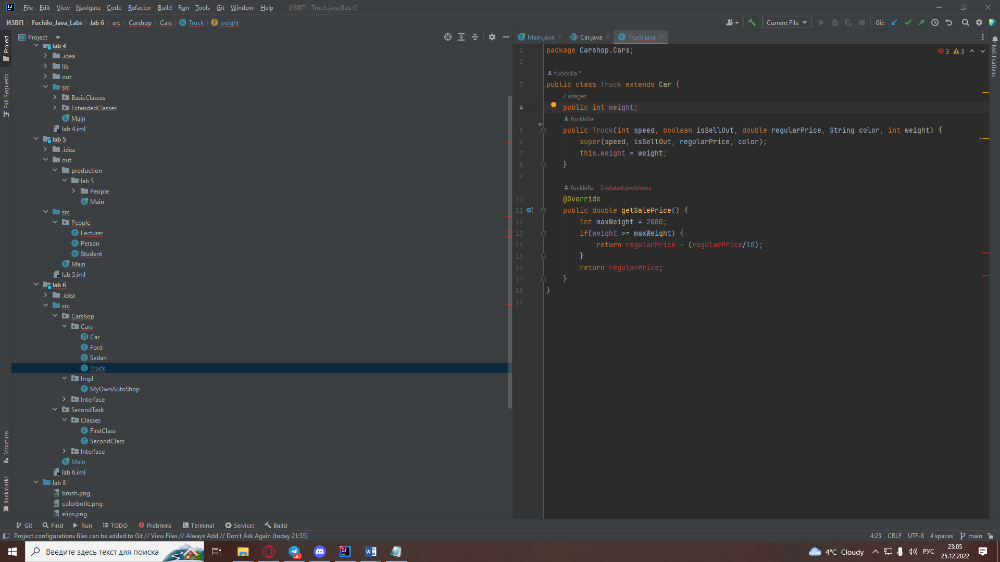 File Edit View Navigate Code Refactor Build Run Tools Git Window Help ИЗВП - Truck.java [lab 6]
ИЗВП Fuchilo_Java_Labs lab 6 src Carshop Cars Truck weight Current File Git:
Project
Main.java Car.java Truck.java
lab 4
.idea
lib
out
src
BasicClasses
ExtendedClasses
Main
lab 4.iml
lab 5
.idea
out
production
lab 5
People
Main
src
People
Lecturer
Person
Student
Main
lab 5.iml
lab 6
.idea
src
Carshop
Cars
Car
Ford
Sedan
Truck
Impl
MyOwnAutoShop
Interface
SecondTask
Classes
FirstClass
SecondClass
Interface
Main
lab 6.iml
lab 8
brush.png
colorbotle.png
elips.png
1 package Carshop.Cars;
3 3
2
fuckkilla *
3 public class Truck extends Car {
2 usages
4 public int weight;
fuckkilla
5 public Truck(int speed, boolean isSellOut, double regularPrice, String color, int weight) {
6 super(speed, isSellOut, regularPrice, color);
7 this.weight = weight;
8 }
9
fuckkilla 5 related problems
10 @Override
11 public double getSalePrice() {
12 int maxWeight = 2000;
13 if(weight >= maxWeight) {
14 return regularPrice - (regularPrice/10);
15 }
16 return regularPrice;
17 }
18 }
19
Project
Pull Requests
Structure
Bookmarks
Notifications
Git Find Run TODO Problems Terminal Services Build
Project configurations files can be added to Git // View Files // Always Add // Don't Ask Again (today 21:55) 4:23 CRLF UTF-8 4 spaces main
Введите здесь текст для поиска .87 4°C Cloudy РУС 23:05
25.12.2022